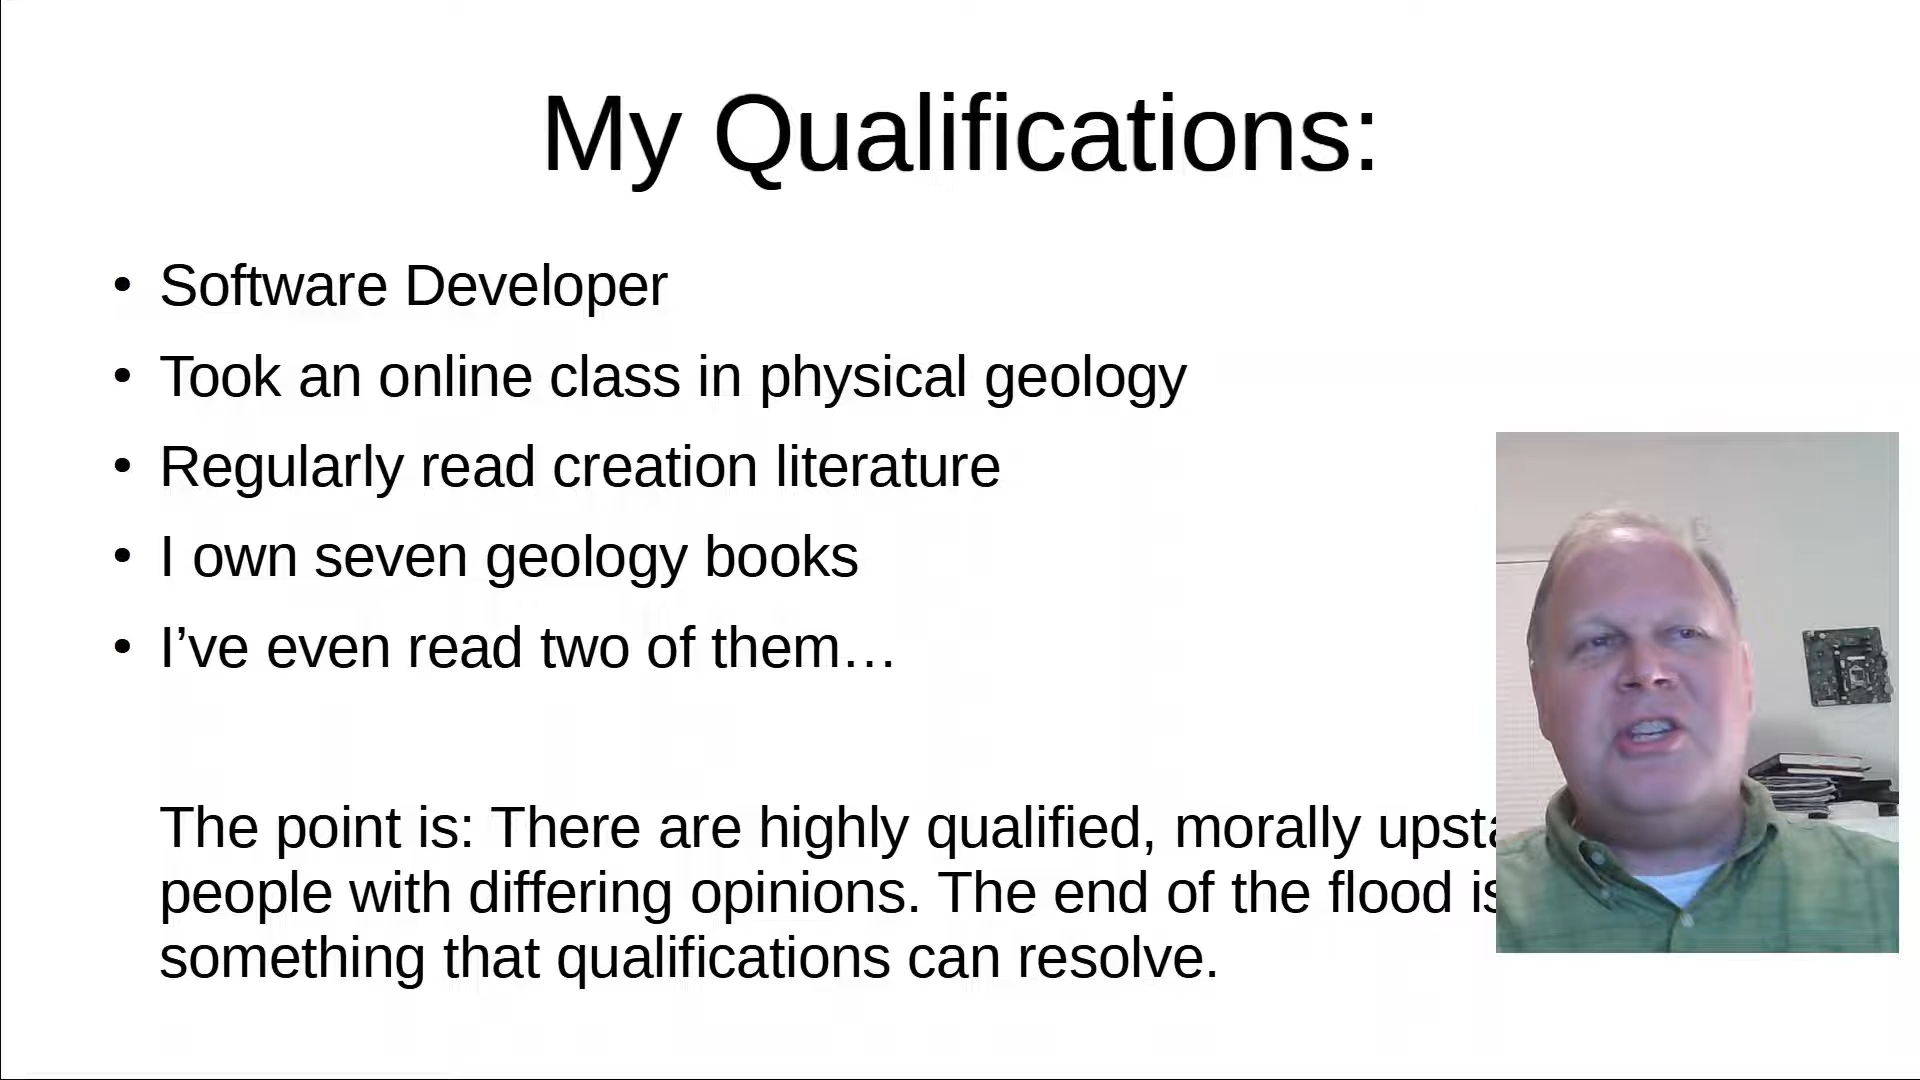 My Qualifications:
• Software Developer
• Took an online class in physical geology
• Regularly read creation literature
• I own seven geology books
• I’ve even read two of them…
The point is: There are highly qualified, morally
people with differing opinions. The end of the flood
something that qualifications can resolve.